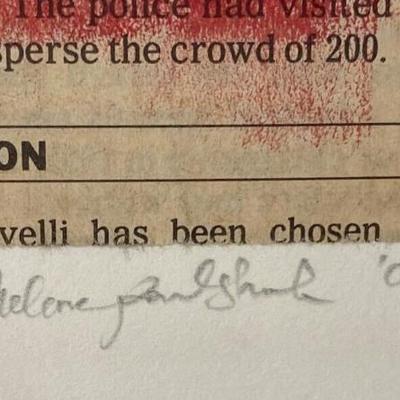 The police had visited
sperse the crowd of 200.
ON
velli has been chosen